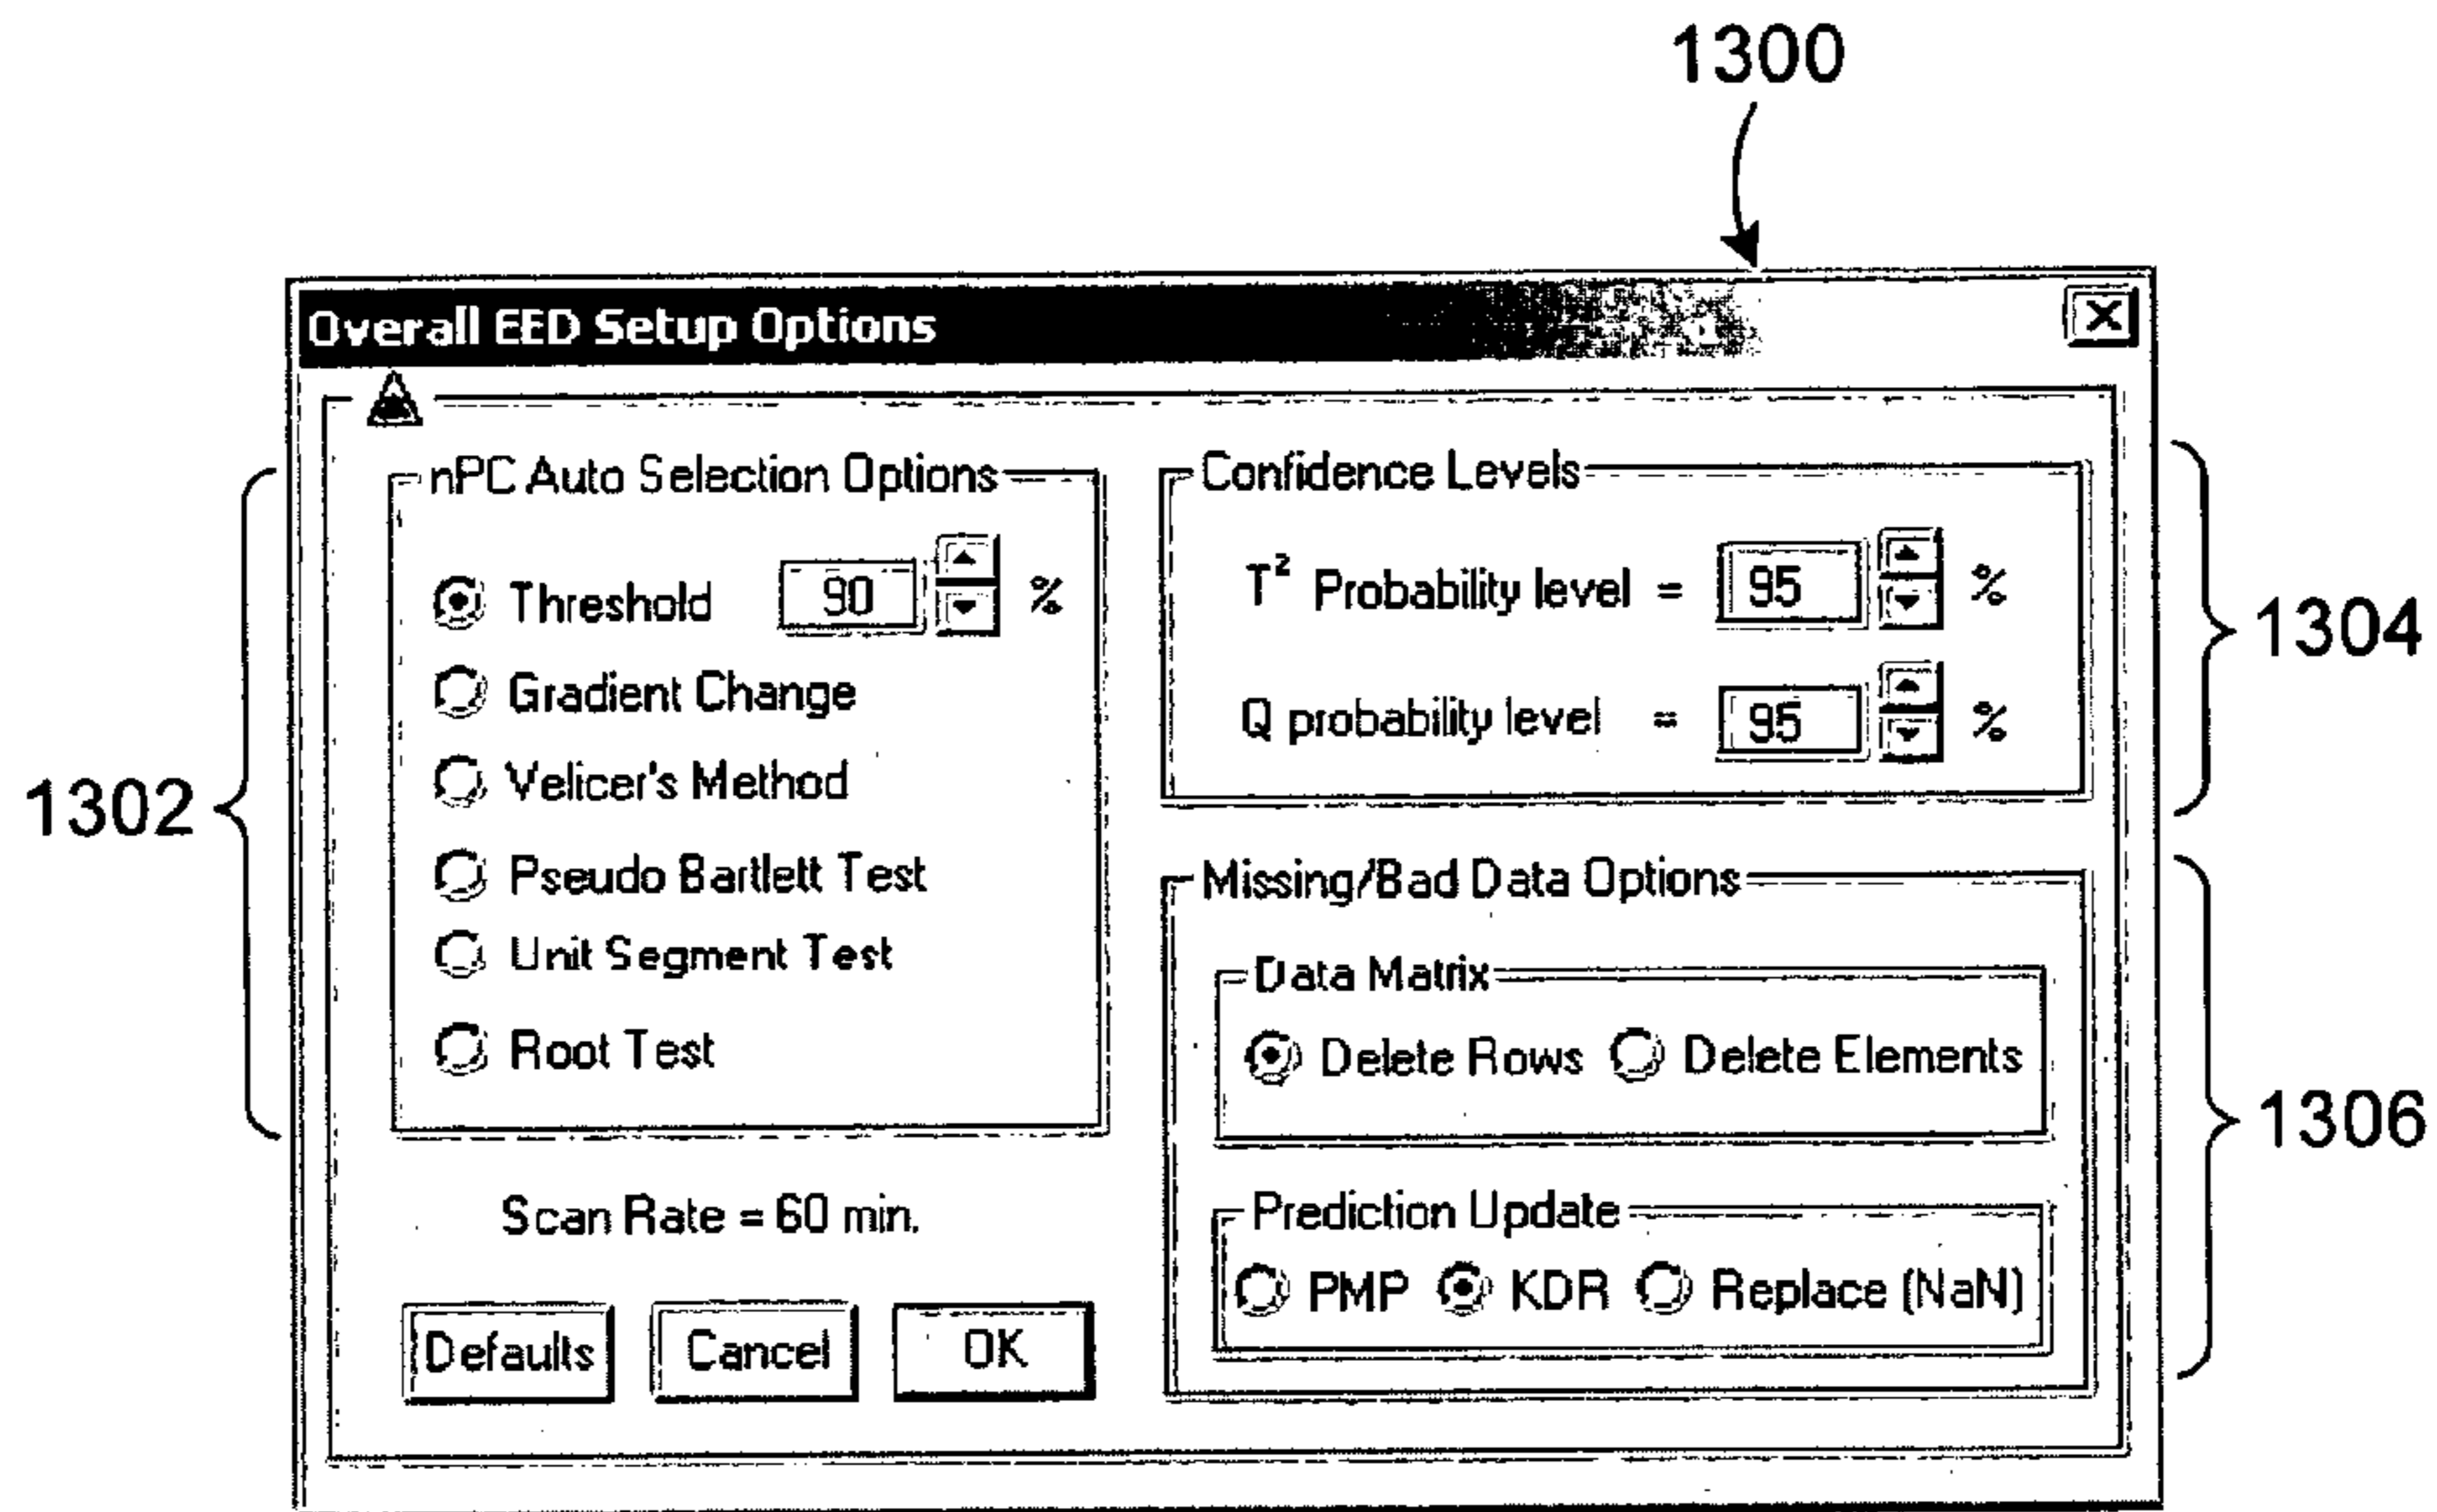 1300
Overall EED Setup Options
nPC Auto Selection Options
Threshold 90 %
Gradient Change
Velicer's Method
Pseudo Bartlett Test
Unit Segment Test
Root Test
1302
Scan Rate = 60 min.
Defaults Cancel OK
Confidence Levels
T² Probability level = 95 %
Q probability level = 95 %
1304
Missing/Bad Data Options
Data Matrix
Delete Rows Delete Elements
Prediction Update
PMP KDR Replace (NaN)
1306